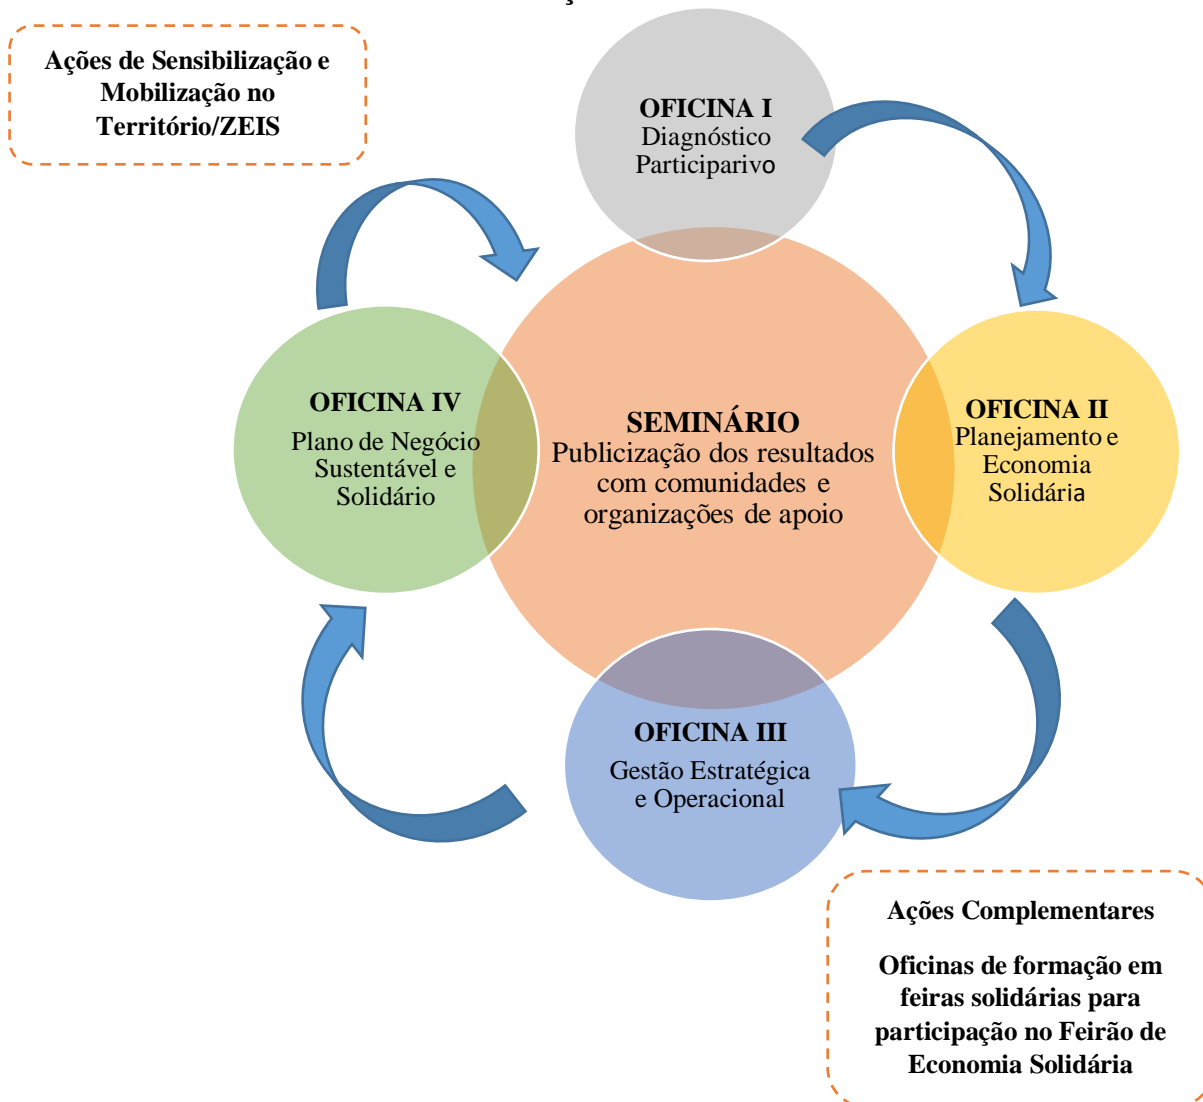 Ações de Sensibilização e
Mobilização no
Território/ZEIS
OFICINA I
Diagnóstico
Participarivo
OFICINA II
Planejamento e
Economia
Solidária
SEMINÁRIO
Publicização dos resultados
com comunidades e
organizações de apoio
OFICINA IV
Plano de Negócio
Sustentável e
Solidário
OFICINA III
Gestão Estratégica
e Operacional
Ações Complementares
Oficinas de formação em
feiras solidárias para
participação no Feirão de
Economia Solidária